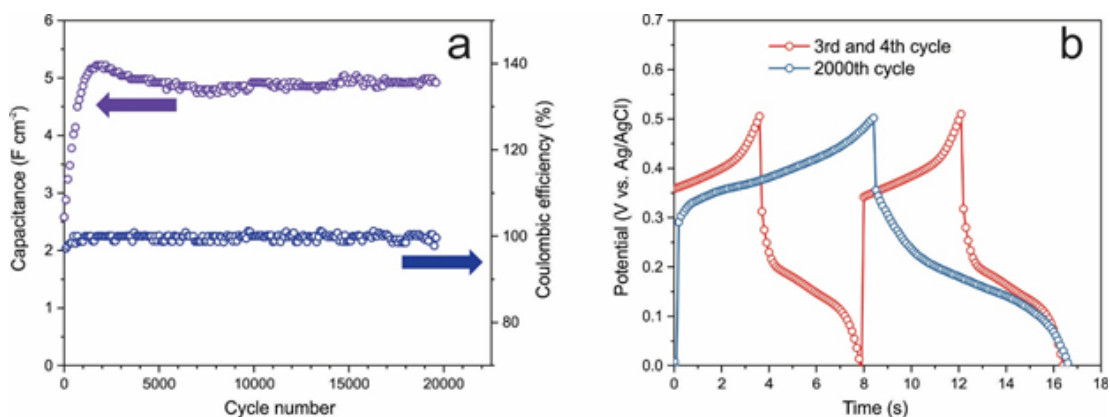 a
Capacitance (F cm⁻²)
6
5
4
3
2
1
0
140
120
100
80
Coulombic efficiency (%)
0 5000 10000 15000 20000
Cycle number
b
3rd and 4th cycle
2000th cycle
Potential (V vs. Ag/AgCl)
0.7
0.6
0.5
0.4
0.3
0.2
0.1
0.0
0 2 4 6 8 10 12 14 16 18
Time (s)